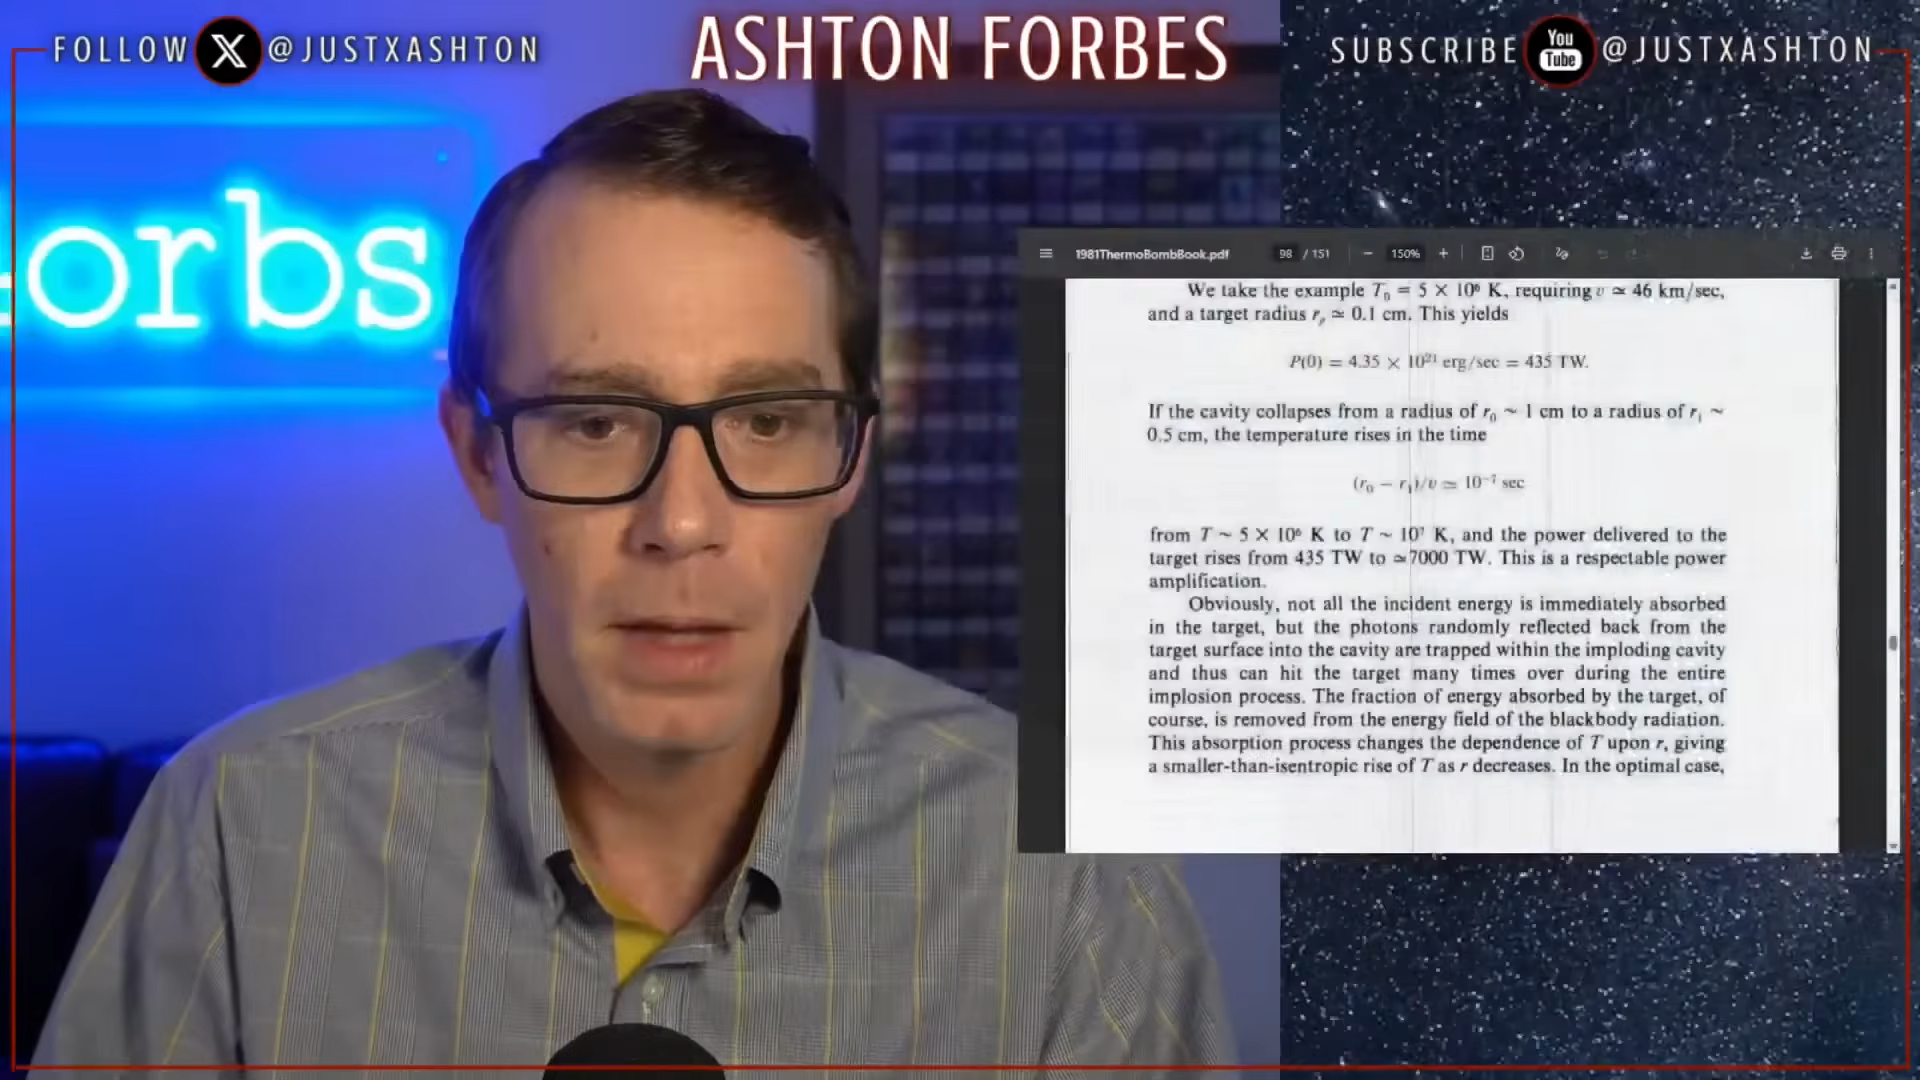 FOLLOW X @JUSTXASHTON
ASHTON FORBES
SUBSCRIBE You Tube @JUSTXASHTON
orbs
1981ThermoBombBook.pdf 98 / 151 − 150% +
We take the example T₀ = 5 × 10⁶ K, requiring v ≃ 46 km/sec,
and a target radius rₚ ≃ 0.1 cm. This yields
P(0) = 4.35 × 10²¹ erg/sec = 435 TW.
If the cavity collapses from a radius of r₀ ~ 1 cm to a radius of r₁ ~
0.5 cm, the temperature rises in the time
(r₀ − r₁)/v ≃ 10⁻⁷ sec
from T ~ 5 × 10⁶ K to T ~ 10⁷ K, and the power delivered to the
target rises from 435 TW to ≃7000 TW. This is a respectable power
amplification.
Obviously, not all the incident energy is immediately absorbed
in the target, but the photons randomly reflected back from the
target surface into the cavity are trapped within the imploding cavity
and thus can hit the target many times over during the entire
implosion process. The fraction of energy absorbed by the target, of
course, is removed from the energy field of the blackbody radiation.
This absorption process changes the dependence of T upon r, giving
a smaller-than-isentropic rise of T as r decreases. In the optimal case,